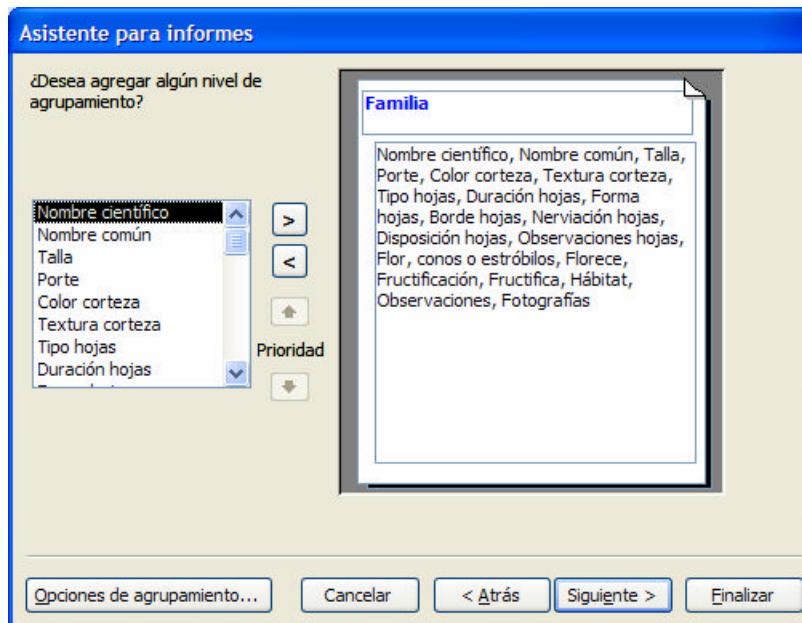 Asistente para informes
¿Desea agregar algún nivel de
agrupamiento?
Nombre científico
Nombre común
Talla
Porte
Color corteza
Textura corteza
Tipo hojas
Duración hojas
>
<
Prioridad
Familia
Nombre científico, Nombre común, Talla,
Porte, Color corteza, Textura corteza,
Tipo hojas, Duración hojas, Forma
hojas, Borde hojas, Nerviación hojas,
Disposición hojas, Observaciones hojas,
Flor, conos o estróbilos, Florece,
Fructificación, Fructifica, Hábitat,
Observaciones, Fotografías
Opciones de agrupamiento...
Cancelar
< Atrás
Siguiente >
Finalizar